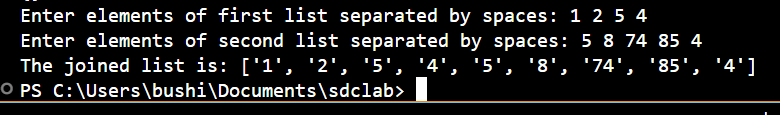 Enter elements of first list separated by spaces: 1 2 5 4
Enter elements of second list separated by spaces: 5 8 74 85 4
The joined list is: ['1', '2', '5', '4', '5', '8', '74', '85', '4']
PS C:\Users\bushi\Documents\sdclab>